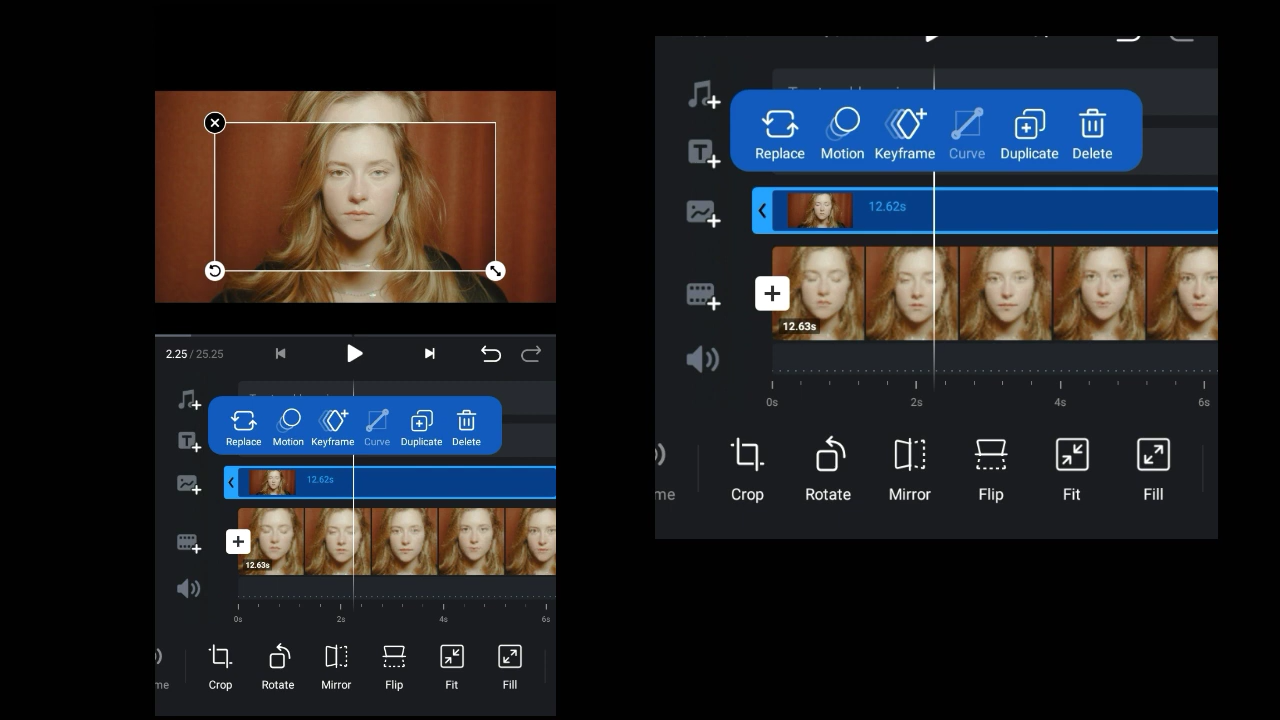 2.25 / 25.25
Replace Motion Keyframe Curve Duplicate Delete
12.62s
12.63s
0s 2s 4s 6s
me Crop Rotate Mirror Flip Fit Fill
Replace Motion Keyframe Curve Duplicate Delete
12.62s
12.63s
0s 2s 4s 6s
me Crop Rotate Mirror Flip Fit Fill